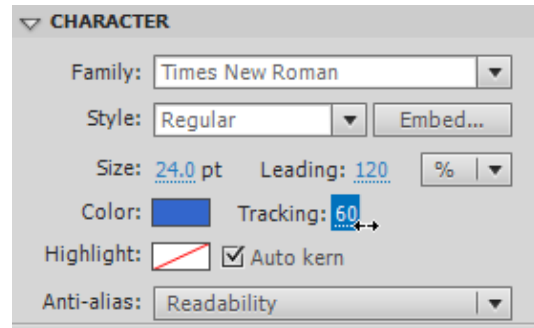 CHARACTER
Family: Times New Roman
Style: Regular Embed...
Size: 24.0 pt Leading: 120 %
Color: Tracking: 60
Highlight: Auto kern
Anti-alias: Readability